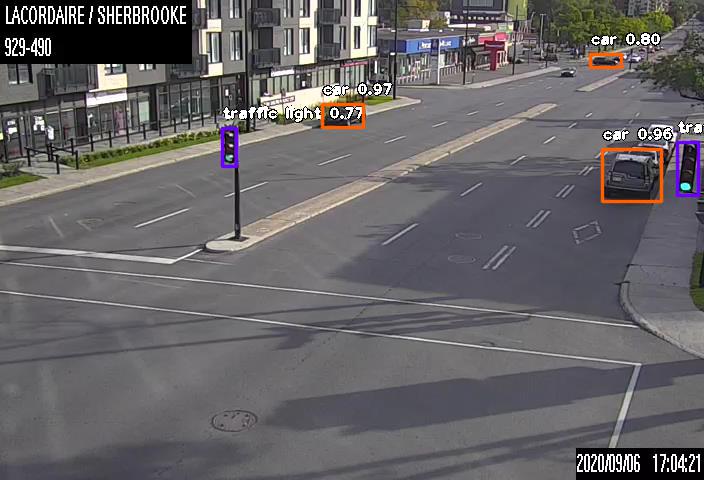 LACORDAIRE / SHERBROOKE
929-490
car 0.80
car 0.97
traffic light 0.77
car 0.96
tra
2020/09/06 17:04:21